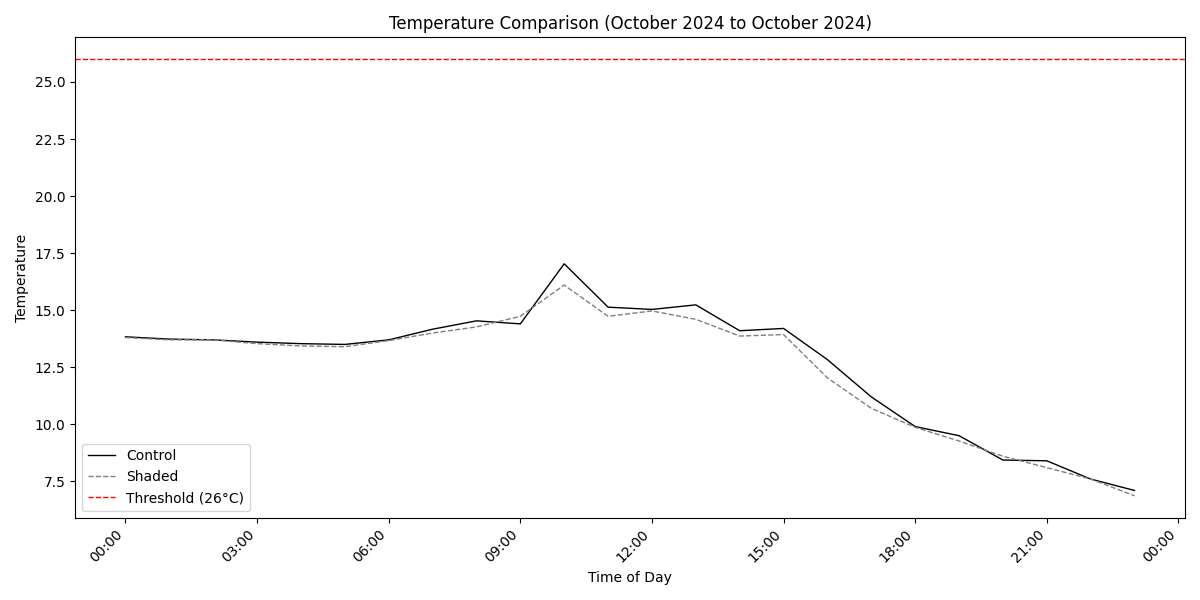 Temperature Comparison (October 2024 to October 2024)
Temperature
25.0
22.5
20.0
17.5
15.0
12.5
10.0
7.5
Control
Shaded
Threshold (26°C)
00:00
03:00
06:00
09:00
12:00
15:00
18:00
21:00
00:00
Time of Day